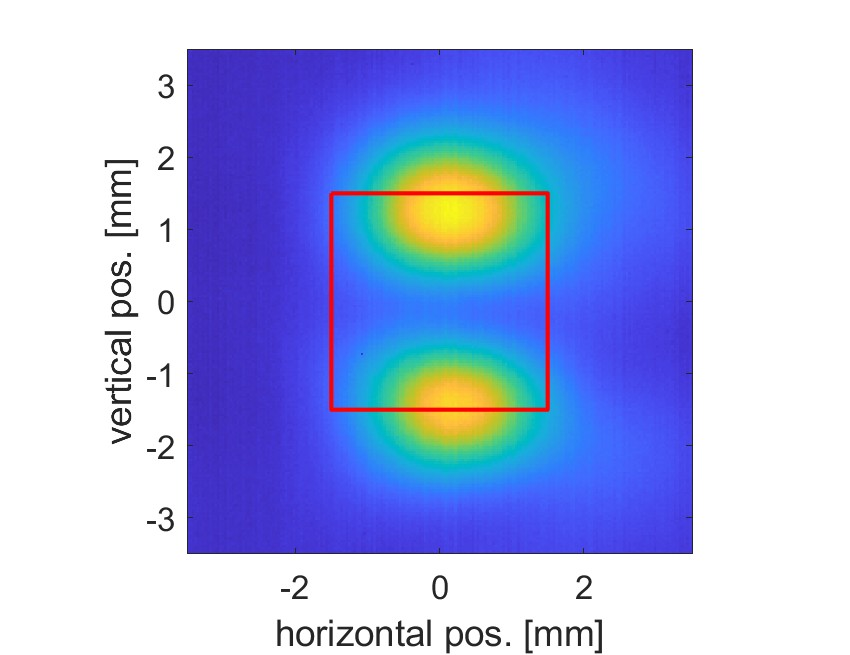 3
2
1
0
-1
-2
-3
vertical pos. [mm]
-2 0 2
horizontal pos. [mm]